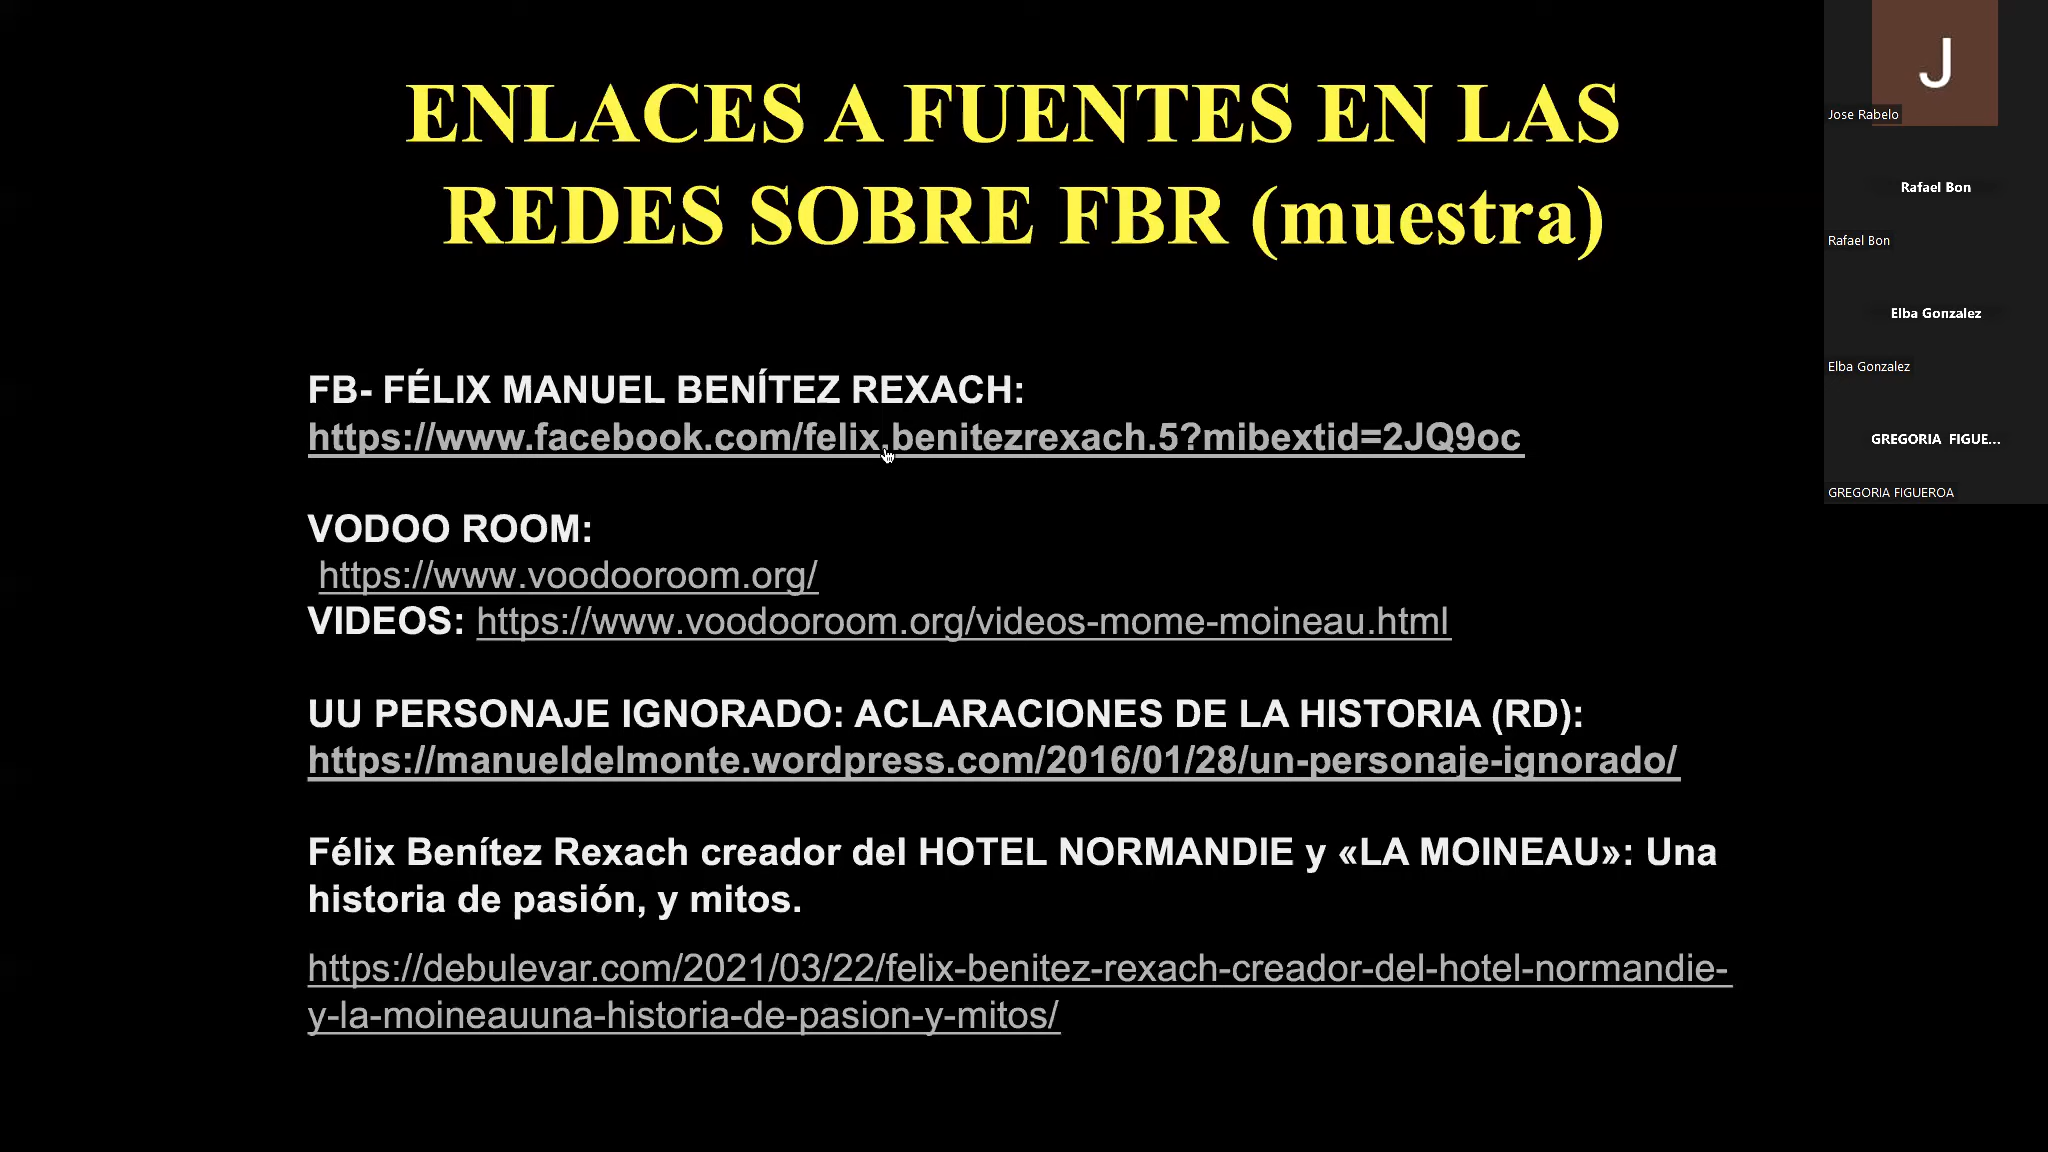 ENLACES A FUENTES EN LAS
REDES SOBRE FBR (muestra)
FB- FÉLIX MANUEL BENÍTEZ REXACH:
https://www.facebook.com/felix.benitezrexach.5?mibextid=2JQ9oc
VODOO ROOM:
https://www.voodooroom.org/
VIDEOS: https://www.voodooroom.org/videos-mome-moineau.html
UU PERSONAJE IGNORADO: ACLARACIONES DE LA HISTORIA (RD):
https://manueldelmonte.wordpress.com/2016/01/28/un-personaje-ignorado/
Félix Benítez Rexach creador del HOTEL NORMANDIE y «LA MOINEAU»: Una
historia de pasión, y mitos.
https://debulevar.com/2021/03/22/felix-benitez-rexach-creador-del-hotel-normandie-
y-la-moineauuna-historia-de-pasion-y-mitos/
J
Jose Rabelo
Rafael Bon
Rafael Bon
Elba Gonzalez
Elba Gonzalez
GREGORIA FIGUE...
GREGORIA FIGUEROA